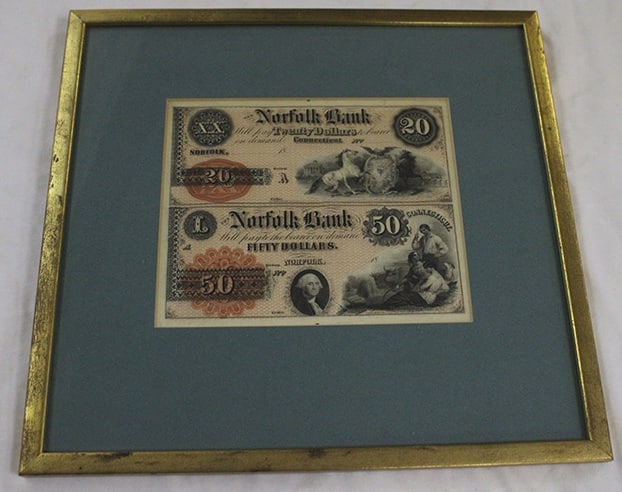 Norfolk Bank
XX
20
Will pay Twenty Dollars to bearer
on demand Connecticut.
NORFOLK,
20
A
Norfolk Bank
L
50
CONNECTICUT
Will pay to the bearer on demand
FIFTY DOLLARS.
NORFOLK,
50